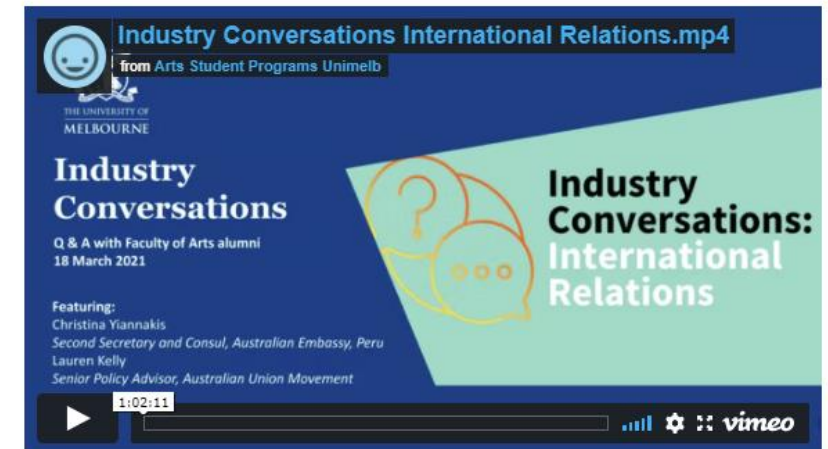 Industry Conversations International Relations.mp4
from Arts Student Programs Unimelb
THE UNIVERSITY OF
MELBOURNE
Industry
Conversations
Q & A with Faculty of Arts alumni
18 March 2021
Featuring:
Christina Yiannakis
Second Secretary and Consul, Australian Embassy, Peru
Lauren Kelly
Senior Policy Advisor, Australian Union Movement
Industry
Conversations:
International
Relations
1:02:11
vimeo